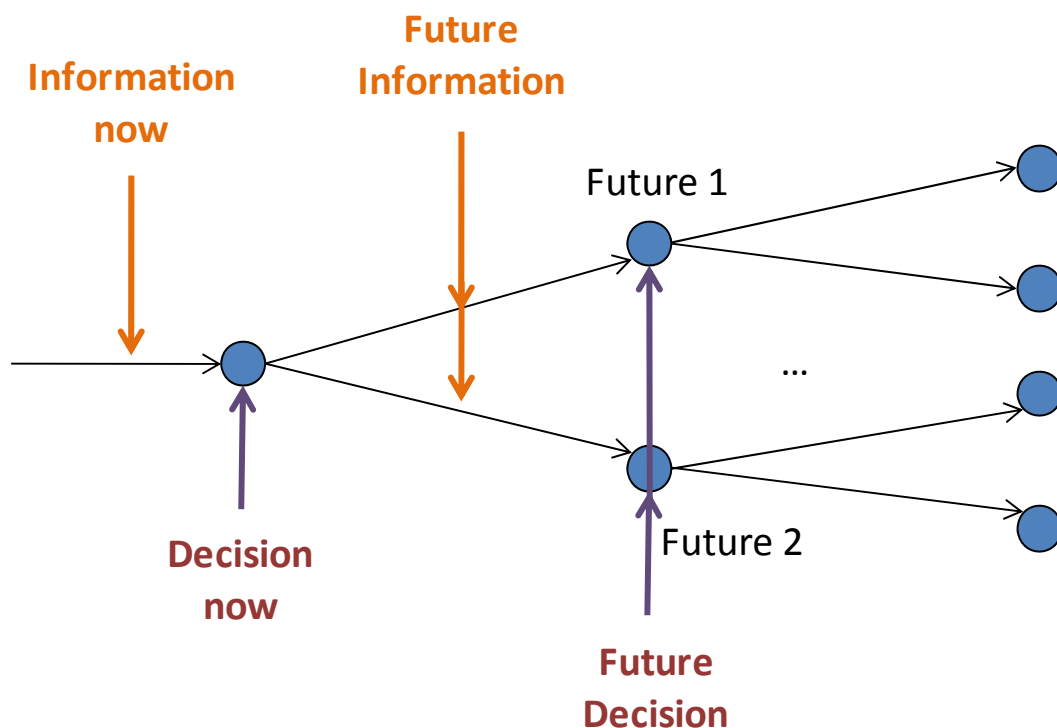 Future
Information
Information
now
Future 1
...
Future 2
Decision
now
Future
Decision